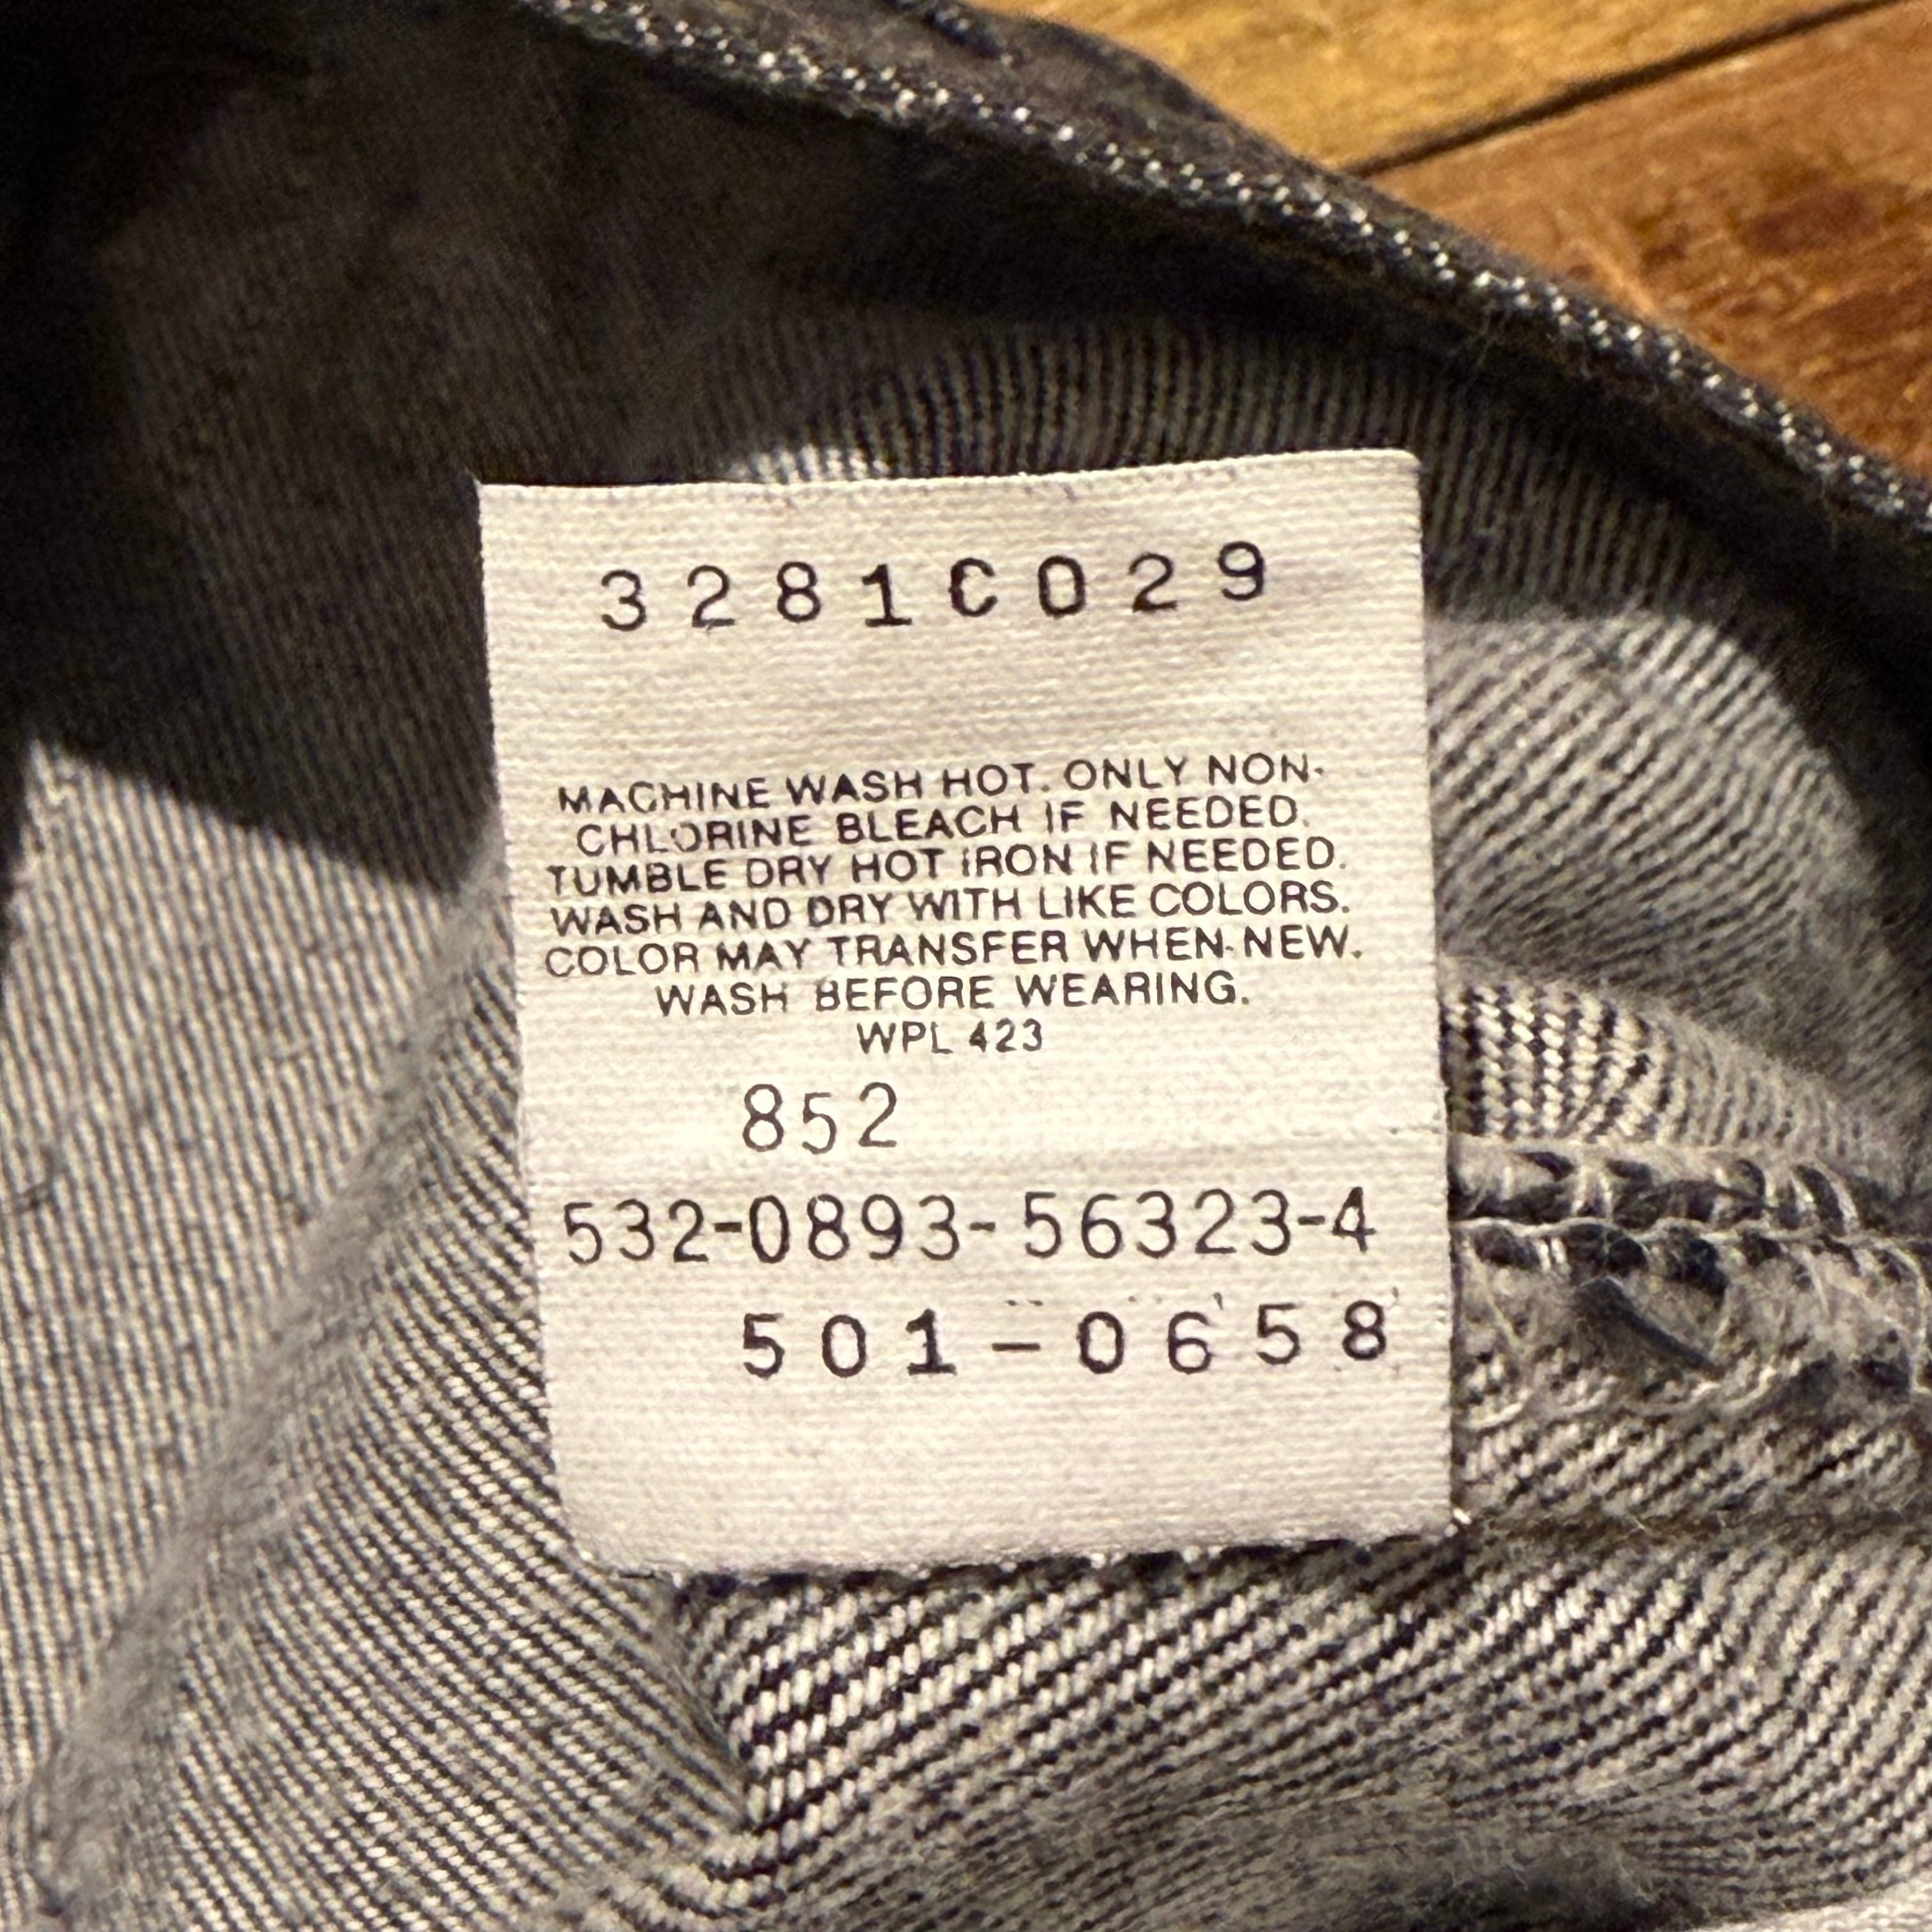 3281C029
MACHINE WASH HOT. ONLY NON-
CHLORINE BLEACH IF NEEDED.
TUMBLE DRY HOT IRON IF NEEDED.
WASH AND DRY WITH LIKE COLORS.
COLOR MAY TRANSFER WHEN NEW.
WASH BEFORE WEARING.
WPL 423
852
532-0893-56323-4
501-0658